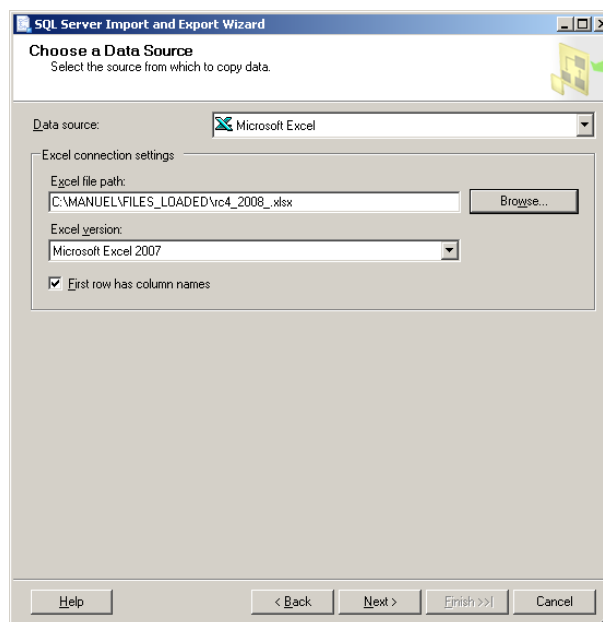 SQL Server Import and Export Wizard
Choose a Data Source
Select the source from which to copy data.
Data source: Microsoft Excel
Excel connection settings
Excel file path:
C:\MANUEL\FILES_LOADED\rc4_2008_.xlsx Browse...
Excel version:
Microsoft Excel 2007
First row has column names
Help < Back Next > Finish >>| Cancel